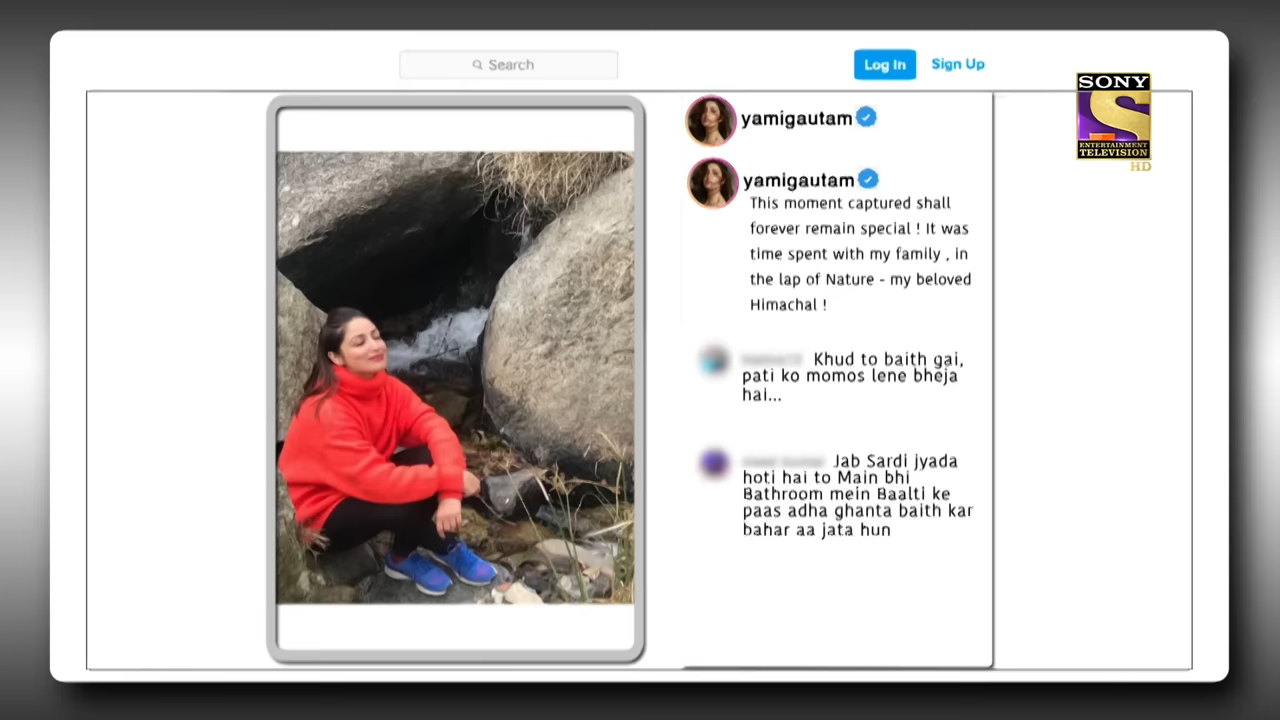 Search
Log In
Sign Up
SONY
ENTERTAINMENT
TELEVISION
HD
yamigautam
yamigautam
This moment captured shall
forever remain special ! It was
time spent with my family , in
the lap of Nature - my beloved
Himachal !
Khud to baith gai,
pati ko momos lene bheja
hai...
Jab Sardi jyada
hoti hai to Main bhi
Bathroom mein Baalti ke
paas adha ghanta baith kar
bahar aa jata hun